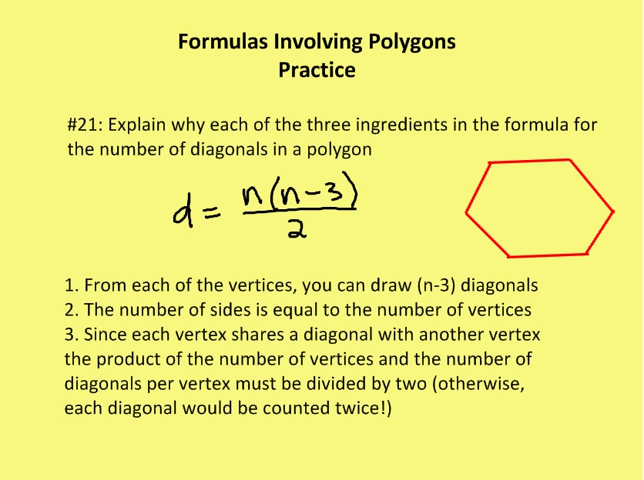 Formulas Involving Polygons
Practice
#21: Explain why each of the three ingredients in the formula for
the number of diagonals in a polygon
d = n(n-3)
2
1. From each of the vertices, you can draw (n-3) diagonals
2. The number of sides is equal to the number of vertices
3. Since each vertex shares a diagonal with another vertex
the product of the number of vertices and the number of
diagonals per vertex must be divided by two (otherwise,
each diagonal would be counted twice!)